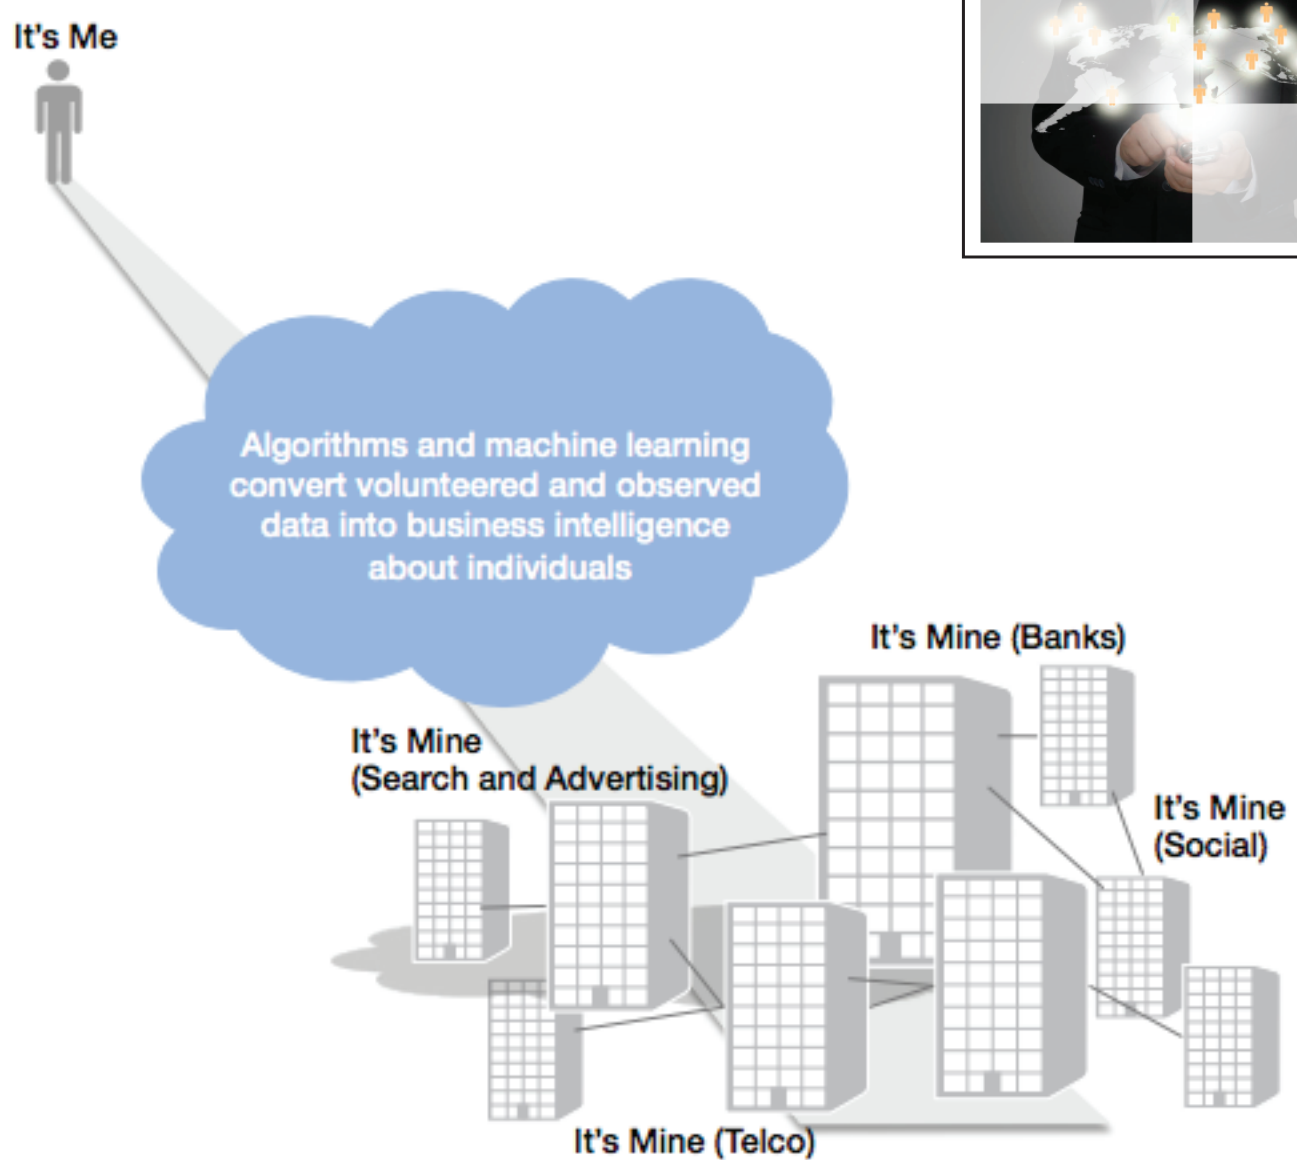 It's Me
Algorithms and machine learning
convert volunteered and observed
data into business intelligence
about individuals
It's Mine (Banks)
It's Mine
(Search and Advertising)
It's Mine
(Social)
It's Mine (Telco)